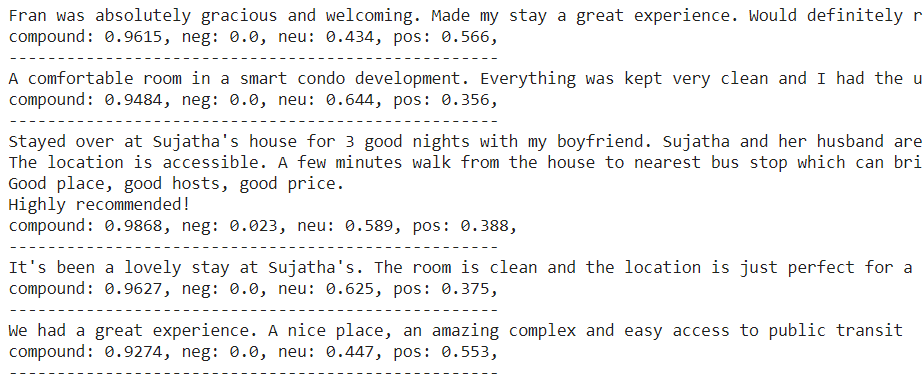 Fran was absolutely gracious and welcoming. Made my stay a great experience. Would definitely
compound: 0.9615, neg: 0.0, neu: 0.434, pos: 0.566,
--------------------------------------------------
A comfortable room in a smart condo development. Everything was kept very clean and I had the
compound: 0.9484, neg: 0.0, neu: 0.644, pos: 0.356,
--------------------------------------------------
Stayed over at Sujatha's house for 3 good nights with my boyfriend. Sujatha and her husband are
The location is accessible. A few minutes walk from the house to nearest bus stop which can
Good place, good hosts, good price.
Highly recommended!
compound: 0.9868, neg: 0.023, neu: 0.589, pos: 0.388,
--------------------------------------------------
It's been a lovely stay at Sujatha's. The room is clean and the location is just perfect for a
compound: 0.9627, neg: 0.0, neu: 0.625, pos: 0.375,
--------------------------------------------------
We had a great experience. A nice place, an amazing complex and easy access to public transit
compound: 0.9274, neg: 0.0, neu: 0.447, pos: 0.553,
--------------------------------------------------